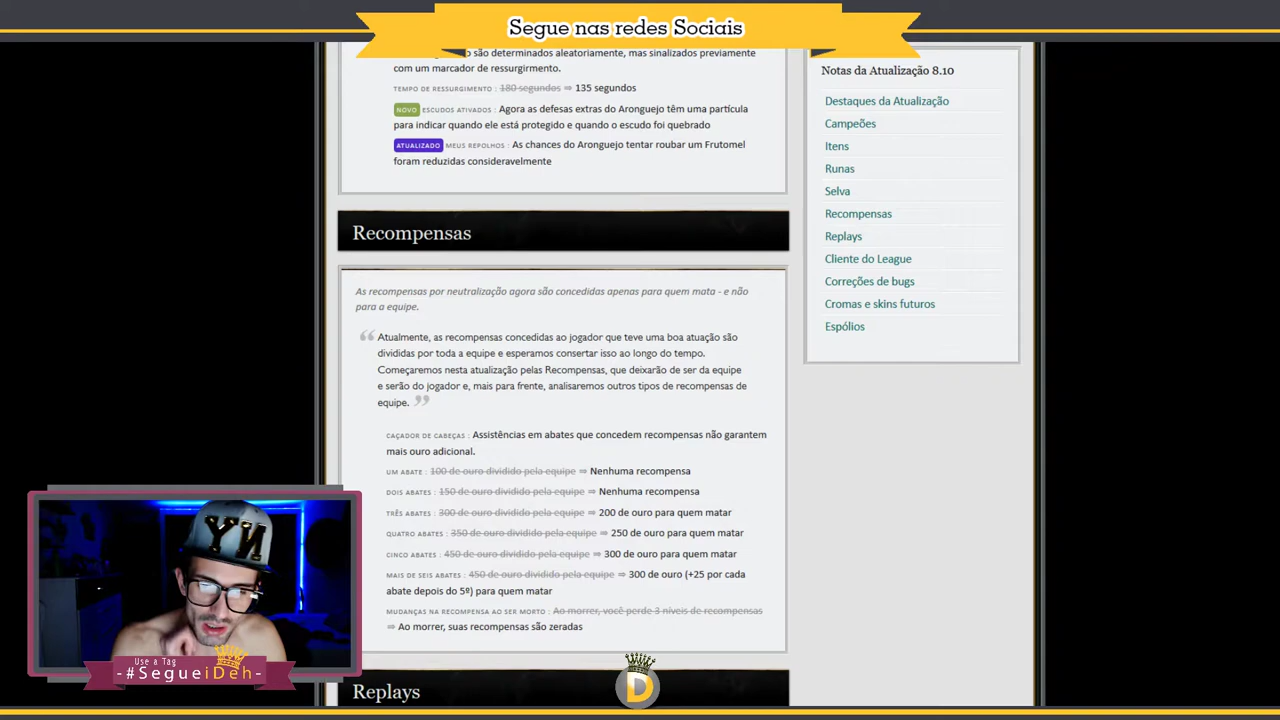 Segue nas redes Sociais
são determinados aleatoriamente, mas sinalizados previamente
com um marcador de ressurgirmento.
TEMPO DE RESSURGIMENTO : 180 segundos ⇒ 135 segundos
NOVO ESCUDOS ATIVADOS : Agora as defesas extras do Aronguejo têm uma partícula
para indicar quando ele está protegido e quando o escudo foi quebrado
ATUALIZADO MEUS REPOLHOS : As chances do Aronguejo tentar roubar um Frutomel
foram reduzidas consideravelmente
Recompensas
As recompensas por neutralização agora são concedidas apenas para quem mata - e não
para a equipe.
Atualmente, as recompensas concedidas ao jogador que teve uma boa atuação são
divididas por toda a equipe e esperamos consertar isso ao longo do tempo.
Começaremos nesta atualização pelas Recompensas, que deixarão de ser da equipe
e serão do jogador e, mais para frente, analisaremos outros tipos de recompensas de
equipe.
CAÇADOR DE CABEÇAS : Assistências em abates que concedem recompensas não garantem
mais ouro adicional.
UM ABATE : 100 de ouro dividido pela equipe ⇒ Nenhuma recompensa
DOIS ABATES : 150 de ouro dividido pela equipe ⇒ Nenhuma recompensa
TRÊS ABATES : 300 de ouro dividido pela equipe ⇒ 200 de ouro para quem matar
QUATRO ABATES : 350 de ouro dividido pela equipe ⇒ 250 de ouro para quem matar
CINCO ABATES : 450 de ouro dividido pela equipe ⇒ 300 de ouro para quem matar
MAIS DE SEIS ABATES : 450 de ouro dividido pela equipe ⇒ 300 de ouro (+25 por cada
abate depois do 5º) para quem matar
MUDANÇAS NA RECOMPENSA AO SER MORTO : Ao morrer, você perde 3 níveis de recompensas
⇒ Ao morrer, suas recompensas são zeradas
Replays
Notas da Atualização 8.10
Destaques da Atualização
Campeões
Itens
Runas
Selva
Recompensas
Replays
Cliente do League
Correções de bugs
Cromas e skins futuros
Espólios
Use a Tag
-#SegueiDeh-
D